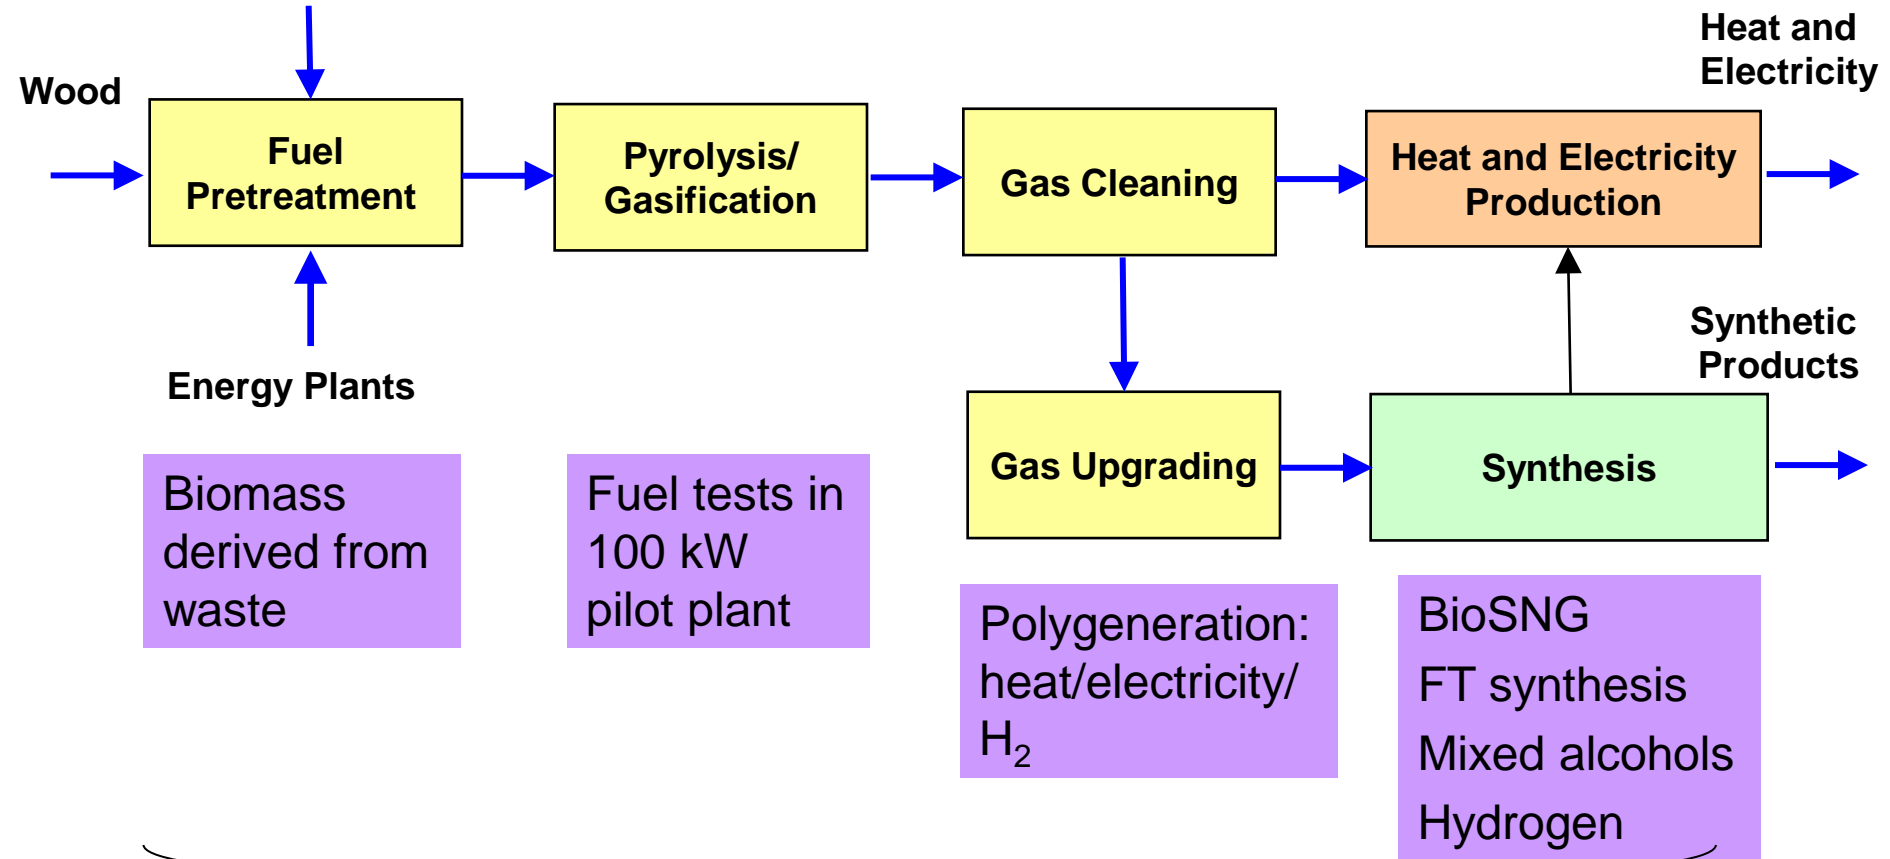 Heat and
Electricity
Wood
Fuel
Pretreatment
Pyrolysis/
Gasification
Gas Cleaning
Heat and Electricity
Production
Energy Plants
Synthetic
Products
Gas Upgrading
Synthesis
Biomass
derived from
waste
Fuel tests in
100 kW
pilot plant
Polygeneration:
heat/electricity/
H₂
BioSNG
FT synthesis
Mixed alcohols
Hydrogen